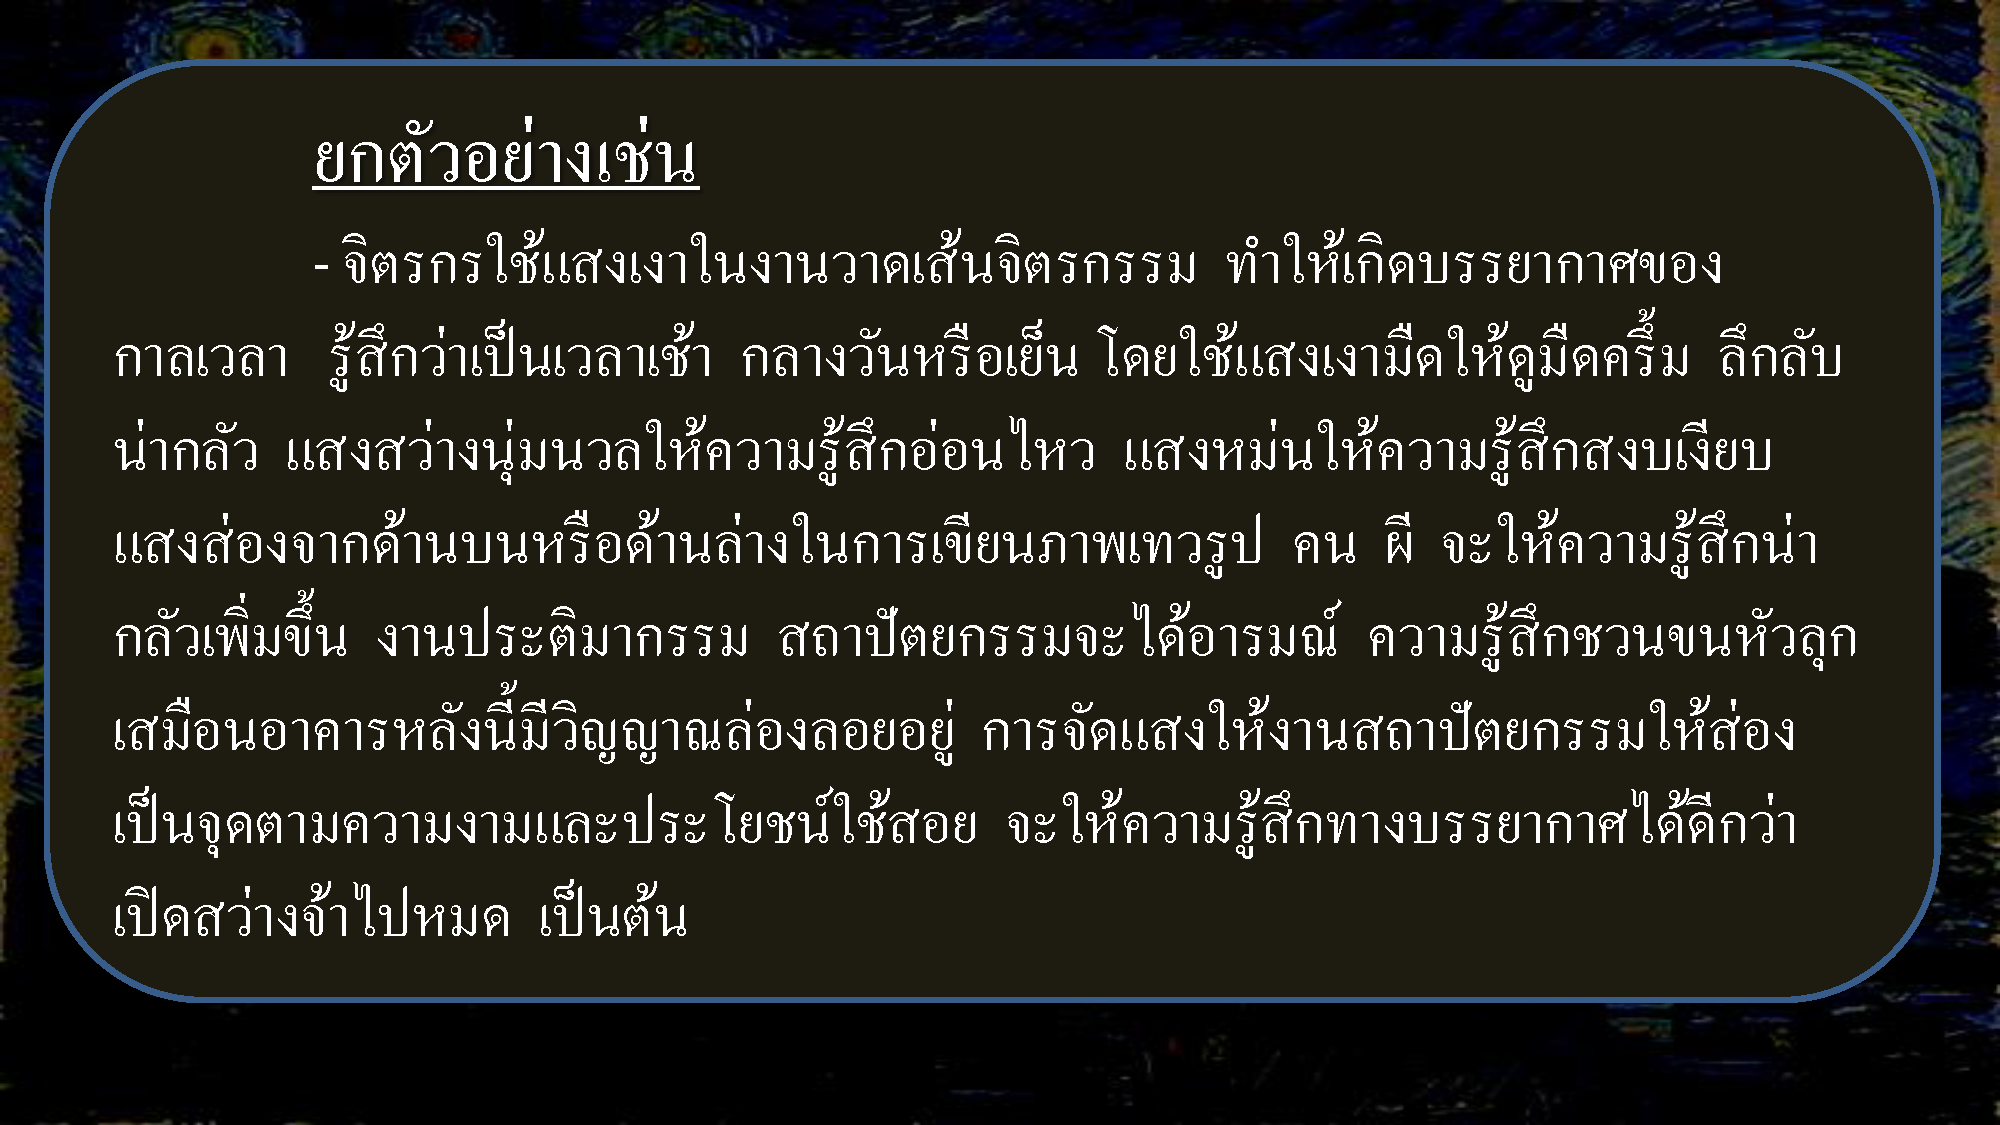 ยกตัวอย่างเช่น
- จิตรกรใช้แสงเงาในงานวาดเส้นจิตรกรรม ทำให้เกิดบรรยากาศของ
กาลเวลา รู้สึกว่าเป็นเวลาเช้า กลางวันหรือเย็น โดยใช้แสงเงามืดให้ดูมืดครึ้ม ลึกลับ
น่ากลัว แสงสว่างนุ่มนวลให้ความรู้สึกอ่อนไหว แสงหม่นให้ความรู้สึกสงบเงียบ
แสงส่องจากด้านบนหรือด้านล่างในการเขียนภาพเทวรูป คน ผี จะให้ความรู้สึกน่า
กลัวเพิ่มขึ้น งานประติมากรรม สถาปัตยกรรมจะได้อารมณ์ ความรู้สึกชวนขนหัวลุก
เสมือนอาคารหลังนี้มีวิญญาณล่องลอยอยู่ การจัดแสงให้งานสถาปัตยกรรมให้ส่อง
เป็นจุดตามความงามและประโยชน์ใช้สอย จะให้ความรู้สึกทางบรรยากาศได้ดีกว่า
เปิดสว่างจ้าไปหมด เป็นต้น